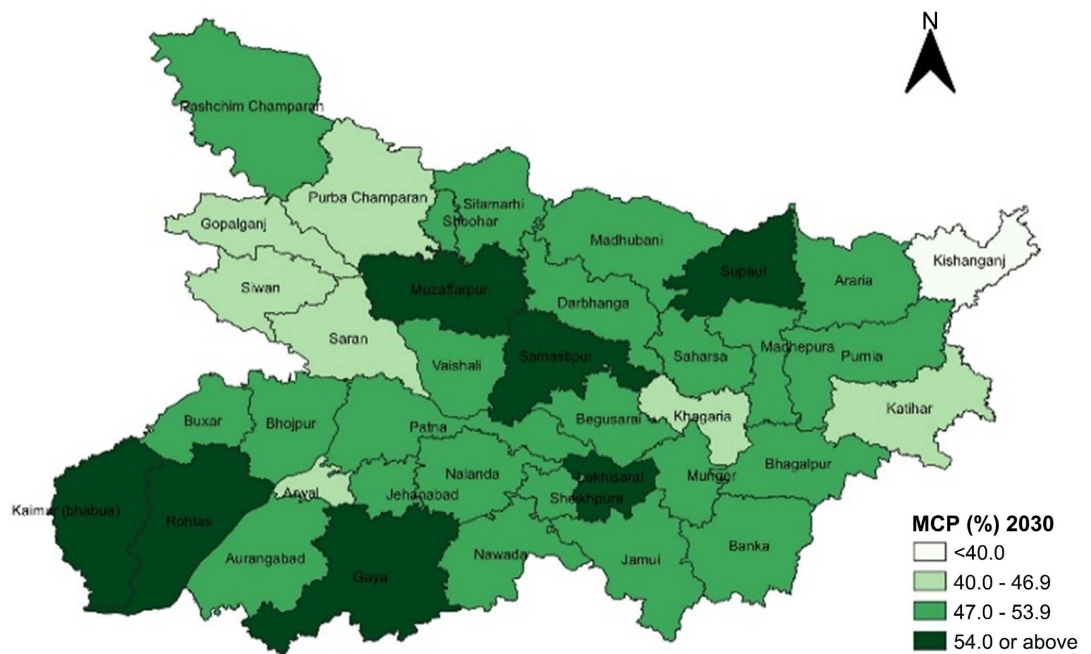 N
Pashchim Champaran
Purba Champaran
Sitamarhi
Sheohar
Gopalganj
Madhubani
Kishanganj
Supaul
Araria
Siwan
Muzaffarpur
Darbhanga
Saran
Madhepura
Vaishali
Samastipur
Saharsa
Purnia
Katihar
Khagaria
Buxar
Bhojpur
Patna
Begusarai
Bhagalpur
Nalanda
Lakhisarai
Munger
Arwal
Jehanabad
Sheikhpura
Kaimur (bhabua)
Rohtas
Aurangabad
Gaya
Nawada
Jamui
Banka
MCP (%) 2030
<40.0
40.0 - 46.9
47.0 - 53.9
54.0 or above